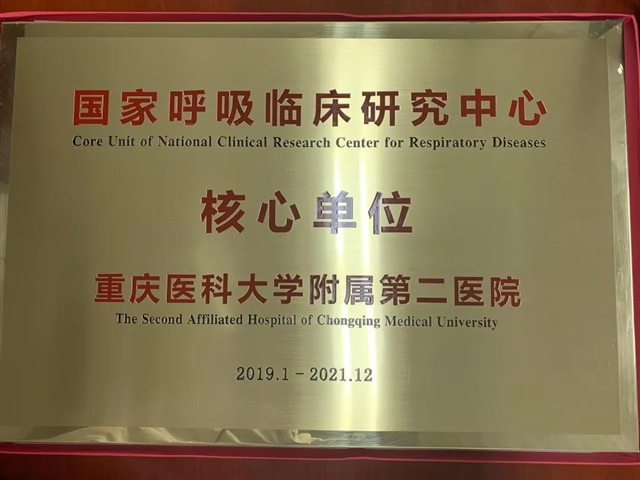 国家呼吸临床研究中心
Core Unit of National Clinical Research Center for Respiratory Diseases
核心单位
重庆医科大学附属第二医院
The Second Affiliated Hospital of Chongqing Medical University
2019.1－2021.12